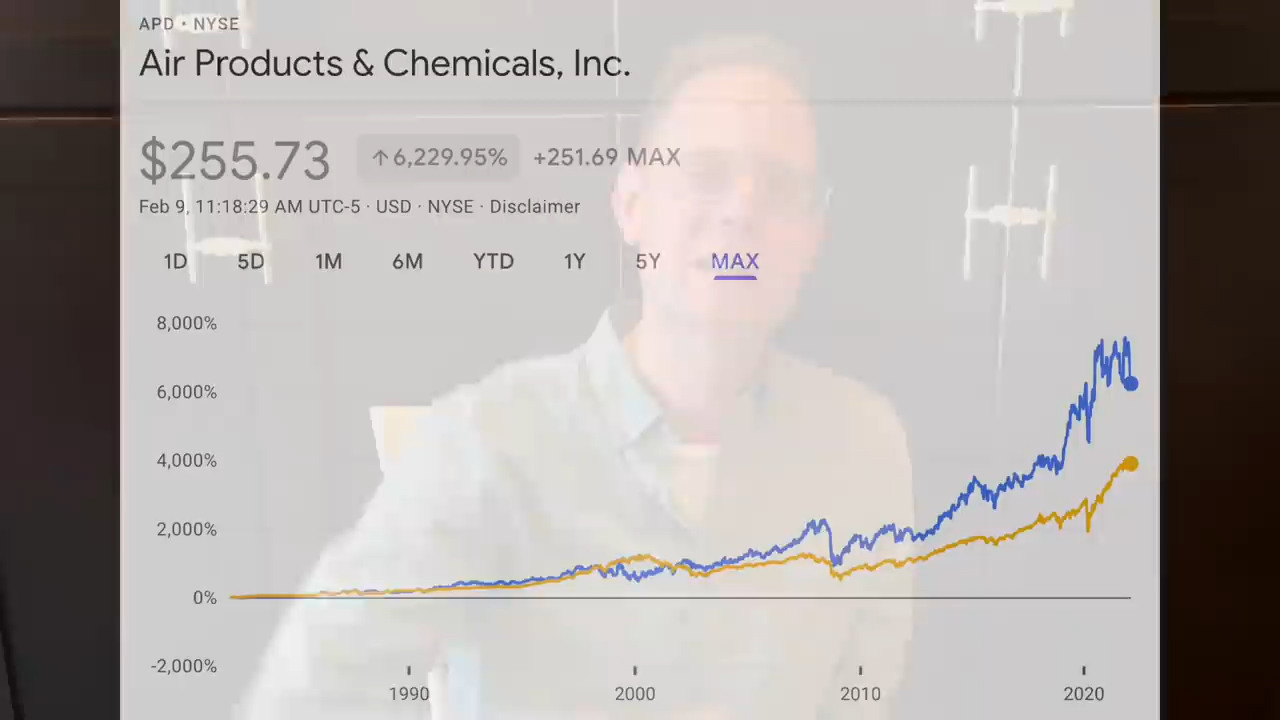 APD • NYSE
Air Products & Chemicals, Inc.
$255.73 ↑ 6,229.95% +251.69 MAX
Feb 9, 11:18:29 AM UTC-5 · USD · NYSE · Disclaimer
1D 5D 1M 6M YTD 1Y 5Y MAX
8,000%
6,000%
4,000%
2,000%
0%
-2,000%
1990 2000 2010 2020